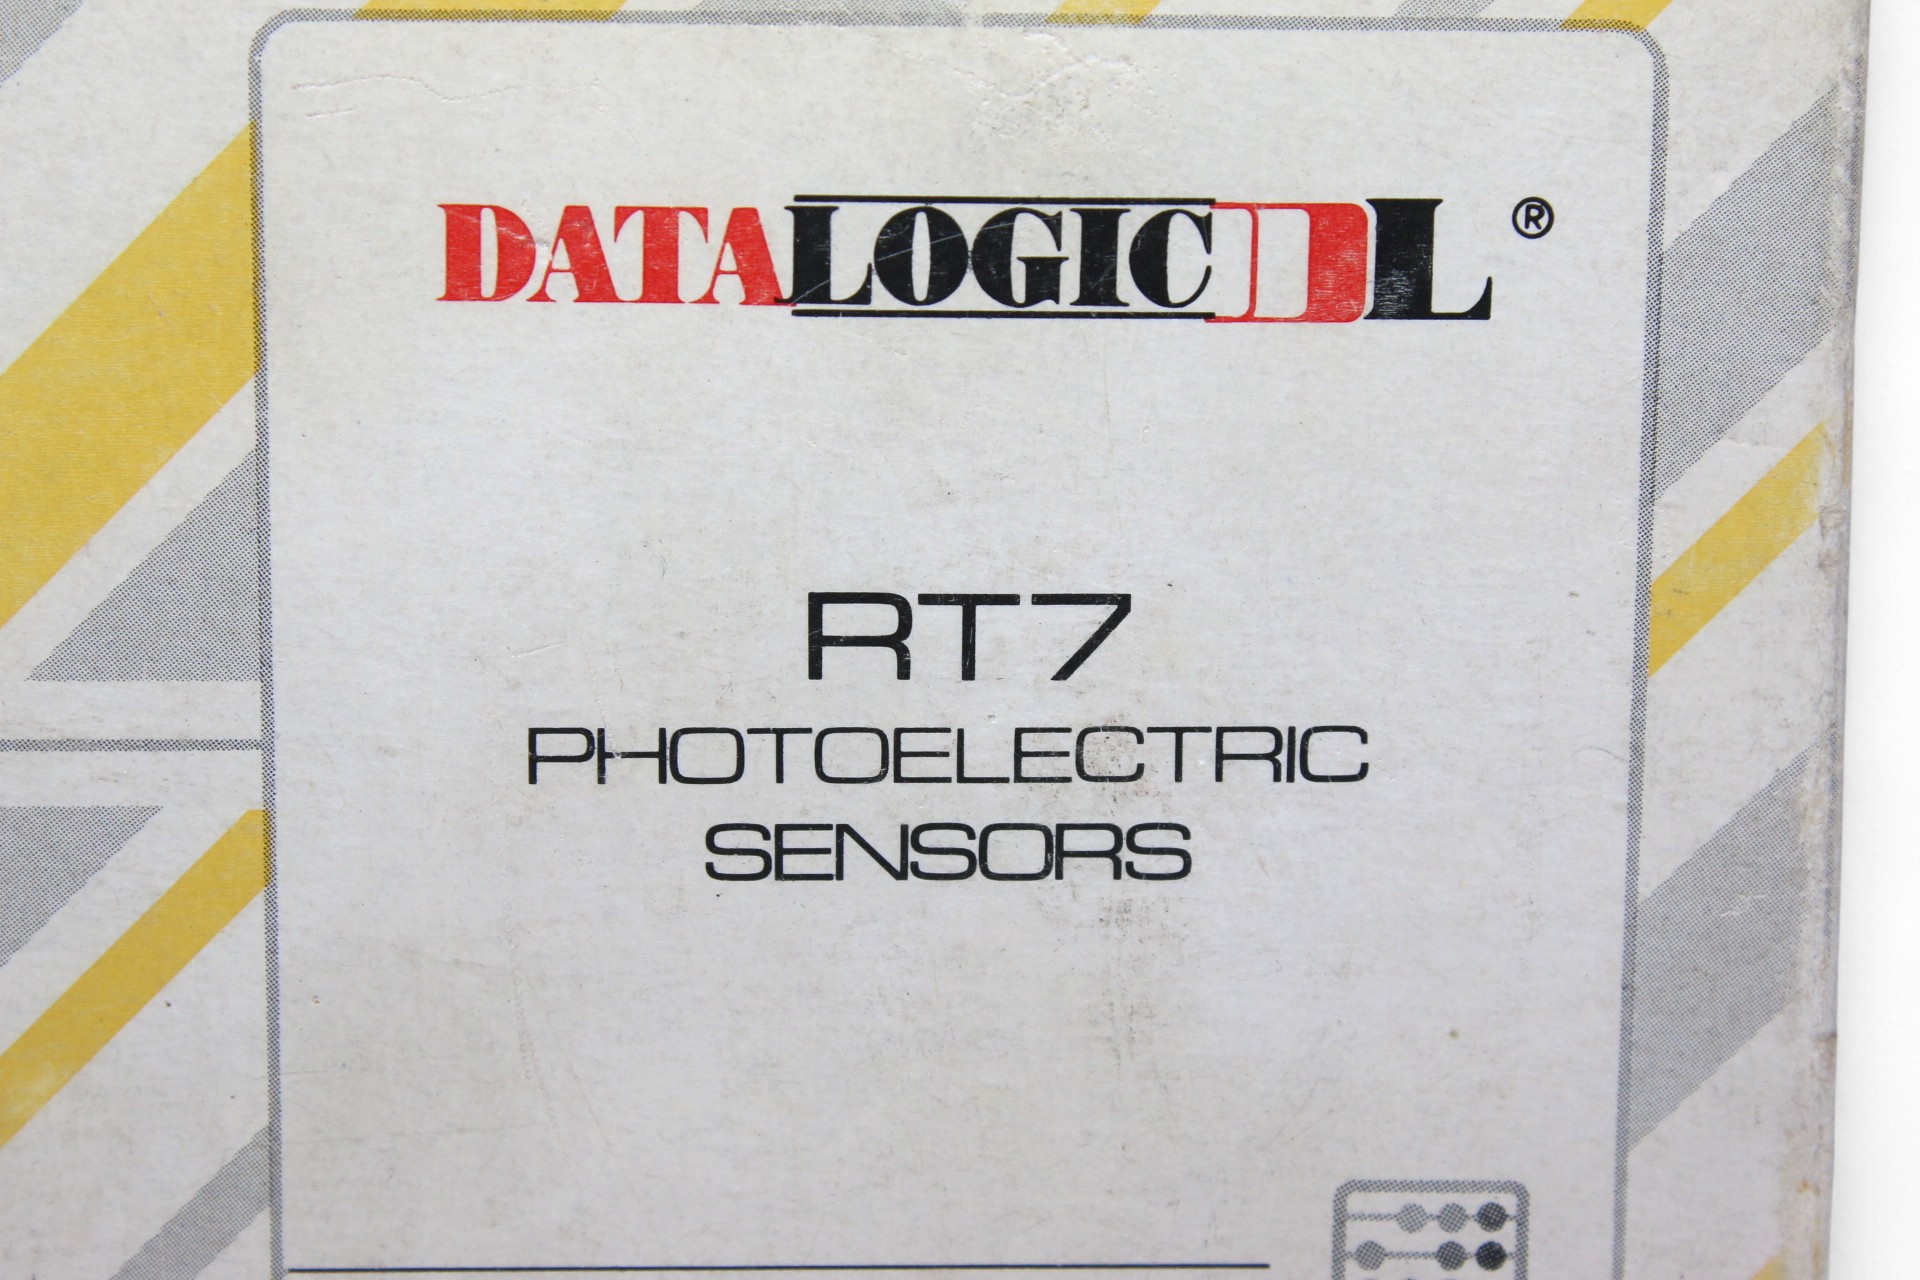 DATALOGIC DL ®
RT7
PHOTOELECTRIC
SENSORS